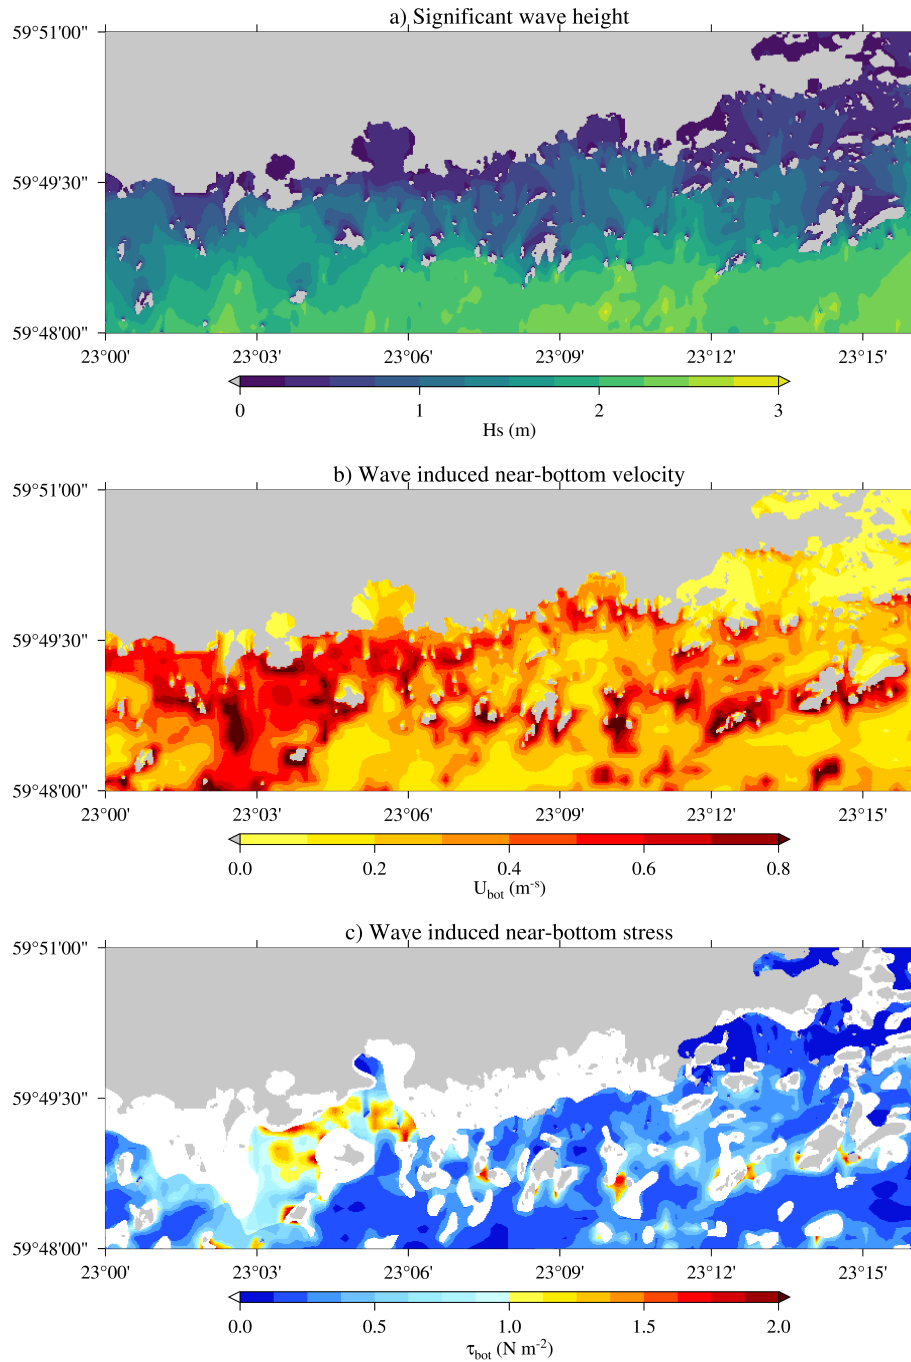 a) Significant wave height
59°51'00"
59°49'30"
59°48'00"
23°00' 23°03' 23°06' 23°09' 23°12' 23°15'
0 1 2 3
Hs (m)
b) Wave induced near-bottom velocity
59°51'00"
59°49'30"
59°48'00"
23°00' 23°03' 23°06' 23°09' 23°12' 23°15'
0.0 0.2 0.4 0.6 0.8
U_bot (m⁻ˢ)
c) Wave induced near-bottom stress
59°51'00"
59°49'30"
59°48'00"
23°00' 23°03' 23°06' 23°09' 23°12' 23°15'
0.0 0.5 1.0 1.5 2.0
τ_bot (N m⁻²)